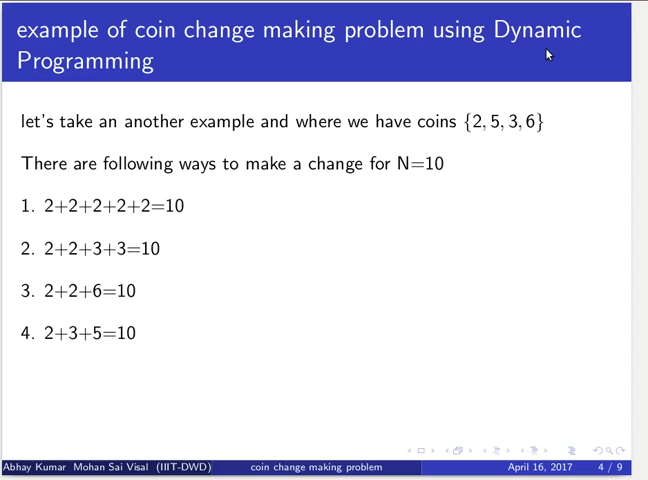 example of coin change making problem using Dynamic
Programming
let's take an another example and where we have coins {2, 5, 3, 6}
There are following ways to make a change for N=10
1. 2+2+2+2+2=10
2. 2+2+3+3=10
3. 2+2+6=10
4. 2+3+5=10
Abhay Kumar Mohan Sai Visal (IIIT-DWD) coin change making problem April 16, 2017 4 / 9